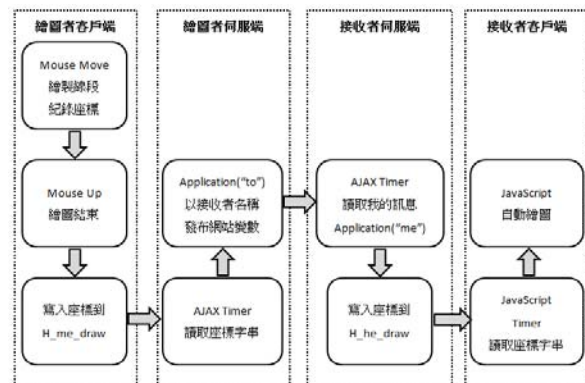 繪圖者客戶端
Mouse Move
繪製線段
紀錄座標
Mouse Up
繪圖結束
寫入座標到
H_me_draw
繪圖者伺服端
Application("to")
以接收者名稱
發布網站變數
AJAX Timer
讀取座標字串
接收者伺服端
AJAX Timer
讀取我的訊息
Application("me")
寫入座標到
H_he_draw
接收者客戶端
JavaScript
自動繪圖
JavaScript
Timer
讀取座標字串